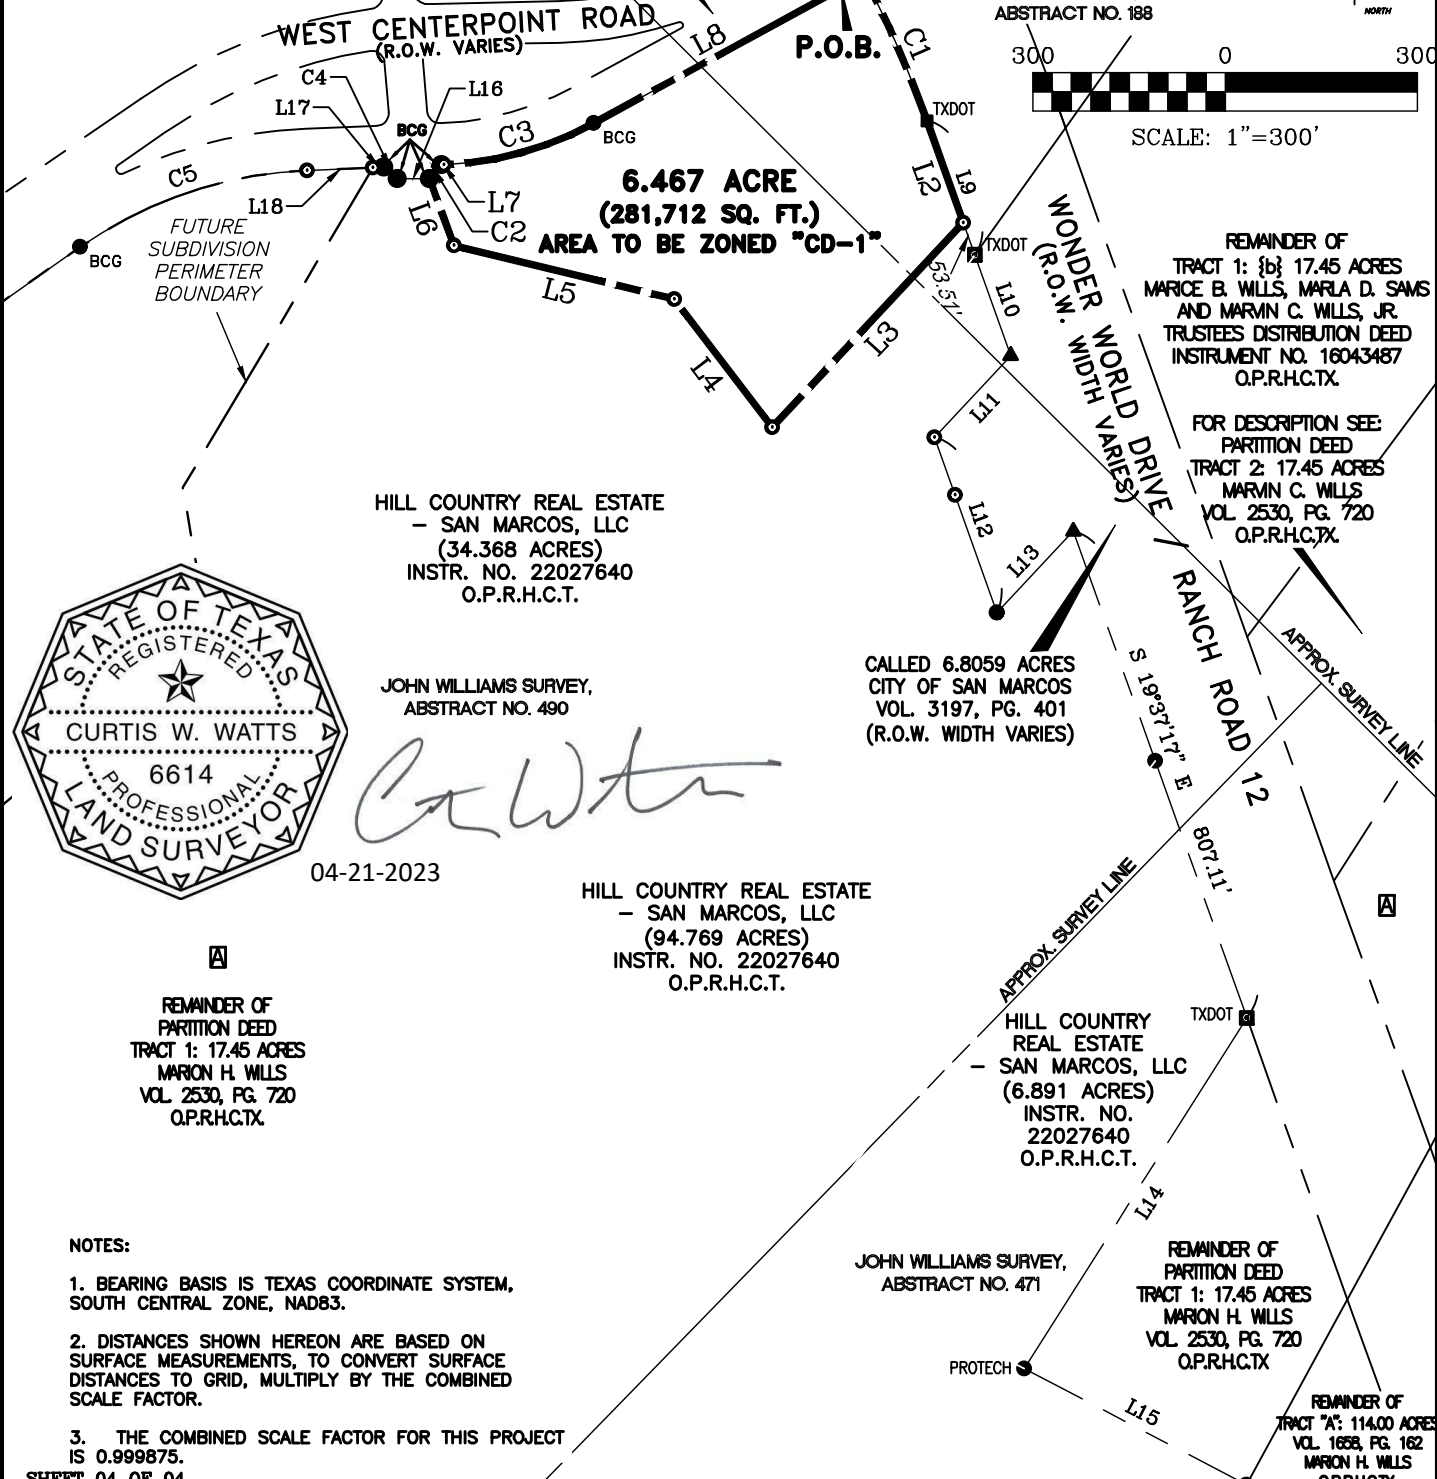 WEST CENTERPOINT ROAD
(R.O.W. VARIES)
C4
L17
L16
BCG
C3
BCG
L8
P.O.B.
C1
TXDOT
L2
L9
ABSTRACT NO. 188
NORTH
300
0
300
SCALE: 1"=300'
C5
L18
L6
L7
C2
BCG
FUTURE
SUBDIVISION
PERIMETER
BOUNDARY
6.467 ACRE
(281,712 SQ. FT.)
AREA TO BE ZONED "CD-1"
L5
L4
L3
53.57'
TXDOT
L10
L11
L12
L13
WONDER WORLD DRIVE / RANCH ROAD 12
(R.O.W. WIDTH VARIES)
REMAINDER OF
TRACT 1: {b} 17.45 ACRES
MARICE B. WILLS, MARLA D. SAMS
AND MARVIN C. WILLS, JR.
TRUSTEES DISTRIBUTION DEED
INSTRUMENT NO. 16043487
O.P.R.H.C.TX.
FOR DESCRIPTION SEE:
PARTITION DEED
TRACT 2: 17.45 ACRES
MARVIN C. WILLS
VOL. 2530, PG. 720
O.P.R.H.C.TX.
HILL COUNTRY REAL ESTATE
– SAN MARCOS, LLC
(34.368 ACRES)
INSTR. NO. 22027640
O.P.R.H.C.T.
STATE OF TEXAS
REGISTERED
CURTIS W. WATTS
6614
PROFESSIONAL
LAND SURVEYOR
JOHN WILLIAMS SURVEY,
ABSTRACT NO. 490
04-21-2023
CALLED 6.8059 ACRES
CITY OF SAN MARCOS
VOL. 3197, PG. 401
(R.O.W. WIDTH VARIES)
S 19°37'17" E
807.11'
APPROX. SURVEY LINE
APPROX. SURVEY LINE
A
HILL COUNTRY REAL ESTATE
– SAN MARCOS, LLC
(94.769 ACRES)
INSTR. NO. 22027640
O.P.R.H.C.T.
A
REMAINDER OF
PARTITION DEED
TRACT 1: 17.45 ACRES
MARION H. WILLS
VOL. 2530, PG. 720
O.P.R.H.C.TX.
TXDOT
HILL COUNTRY
REAL ESTATE
– SAN MARCOS, LLC
(6.891 ACRES)
INSTR. NO.
22027640
O.P.R.H.C.T.
L14
JOHN WILLIAMS SURVEY,
ABSTRACT NO. 471
REMAINDER OF
PARTITION DEED
TRACT 1: 17.45 ACRES
MARION H. WILLS
VOL. 2530, PG. 720
O.P.R.H.C.TX
PROTECH
L15
REMAINDER OF
TRACT "A": 114.00 ACRES
VOL. 1658, PG. 162
MARION H. WILLS
O.P.R.H.C.TX
NOTES:
1. BEARING BASIS IS TEXAS COORDINATE SYSTEM,
SOUTH CENTRAL ZONE, NAD83.
2. DISTANCES SHOWN HEREON ARE BASED ON
SURFACE MEASUREMENTS, TO CONVERT SURFACE
DISTANCES TO GRID, MULTIPLY BY THE COMBINED
SCALE FACTOR.
3. THE COMBINED SCALE FACTOR FOR THIS PROJECT
IS 0.999875.
SHEET 04 OF 04